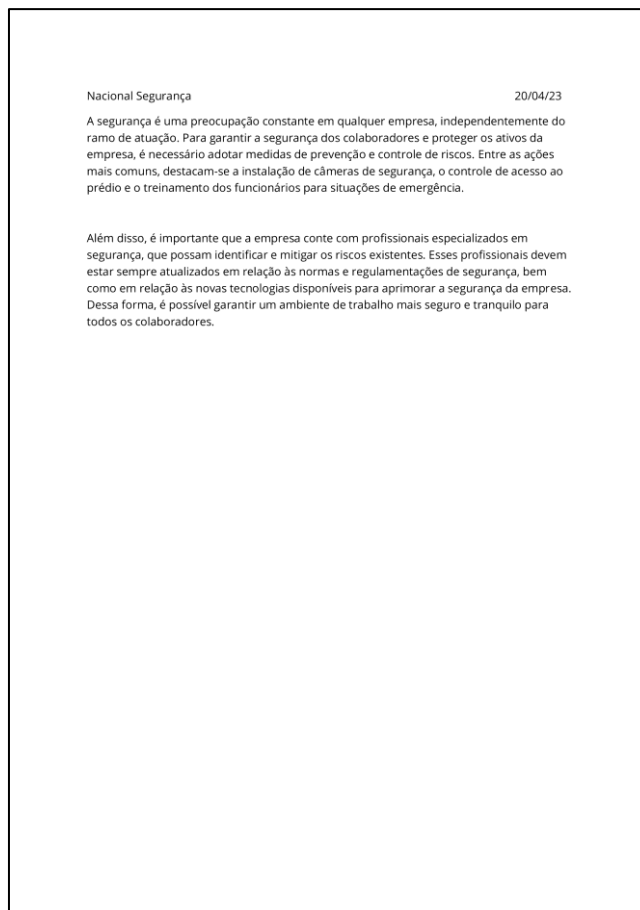 Nacional Segurança 20/04/23
A segurança é uma preocupação constante em qualquer empresa, independentemente do
ramo de atuação. Para garantir a segurança dos colaboradores e proteger os ativos da
empresa, é necessário adotar medidas de prevenção e controle de riscos. Entre as ações
mais comuns, destacam-se a instalação de câmeras de segurança, o controle de acesso ao
prédio e o treinamento dos funcionários para situações de emergência.
Além disso, é importante que a empresa conte com profissionais especializados em
segurança, que possam identificar e mitigar os riscos existentes. Esses profissionais devem
estar sempre atualizados em relação às normas e regulamentações de segurança, bem
como em relação às novas tecnologias disponíveis para aprimorar a segurança da empresa.
Dessa forma, é possível garantir um ambiente de trabalho mais seguro e tranquilo para
todos os colaboradores.